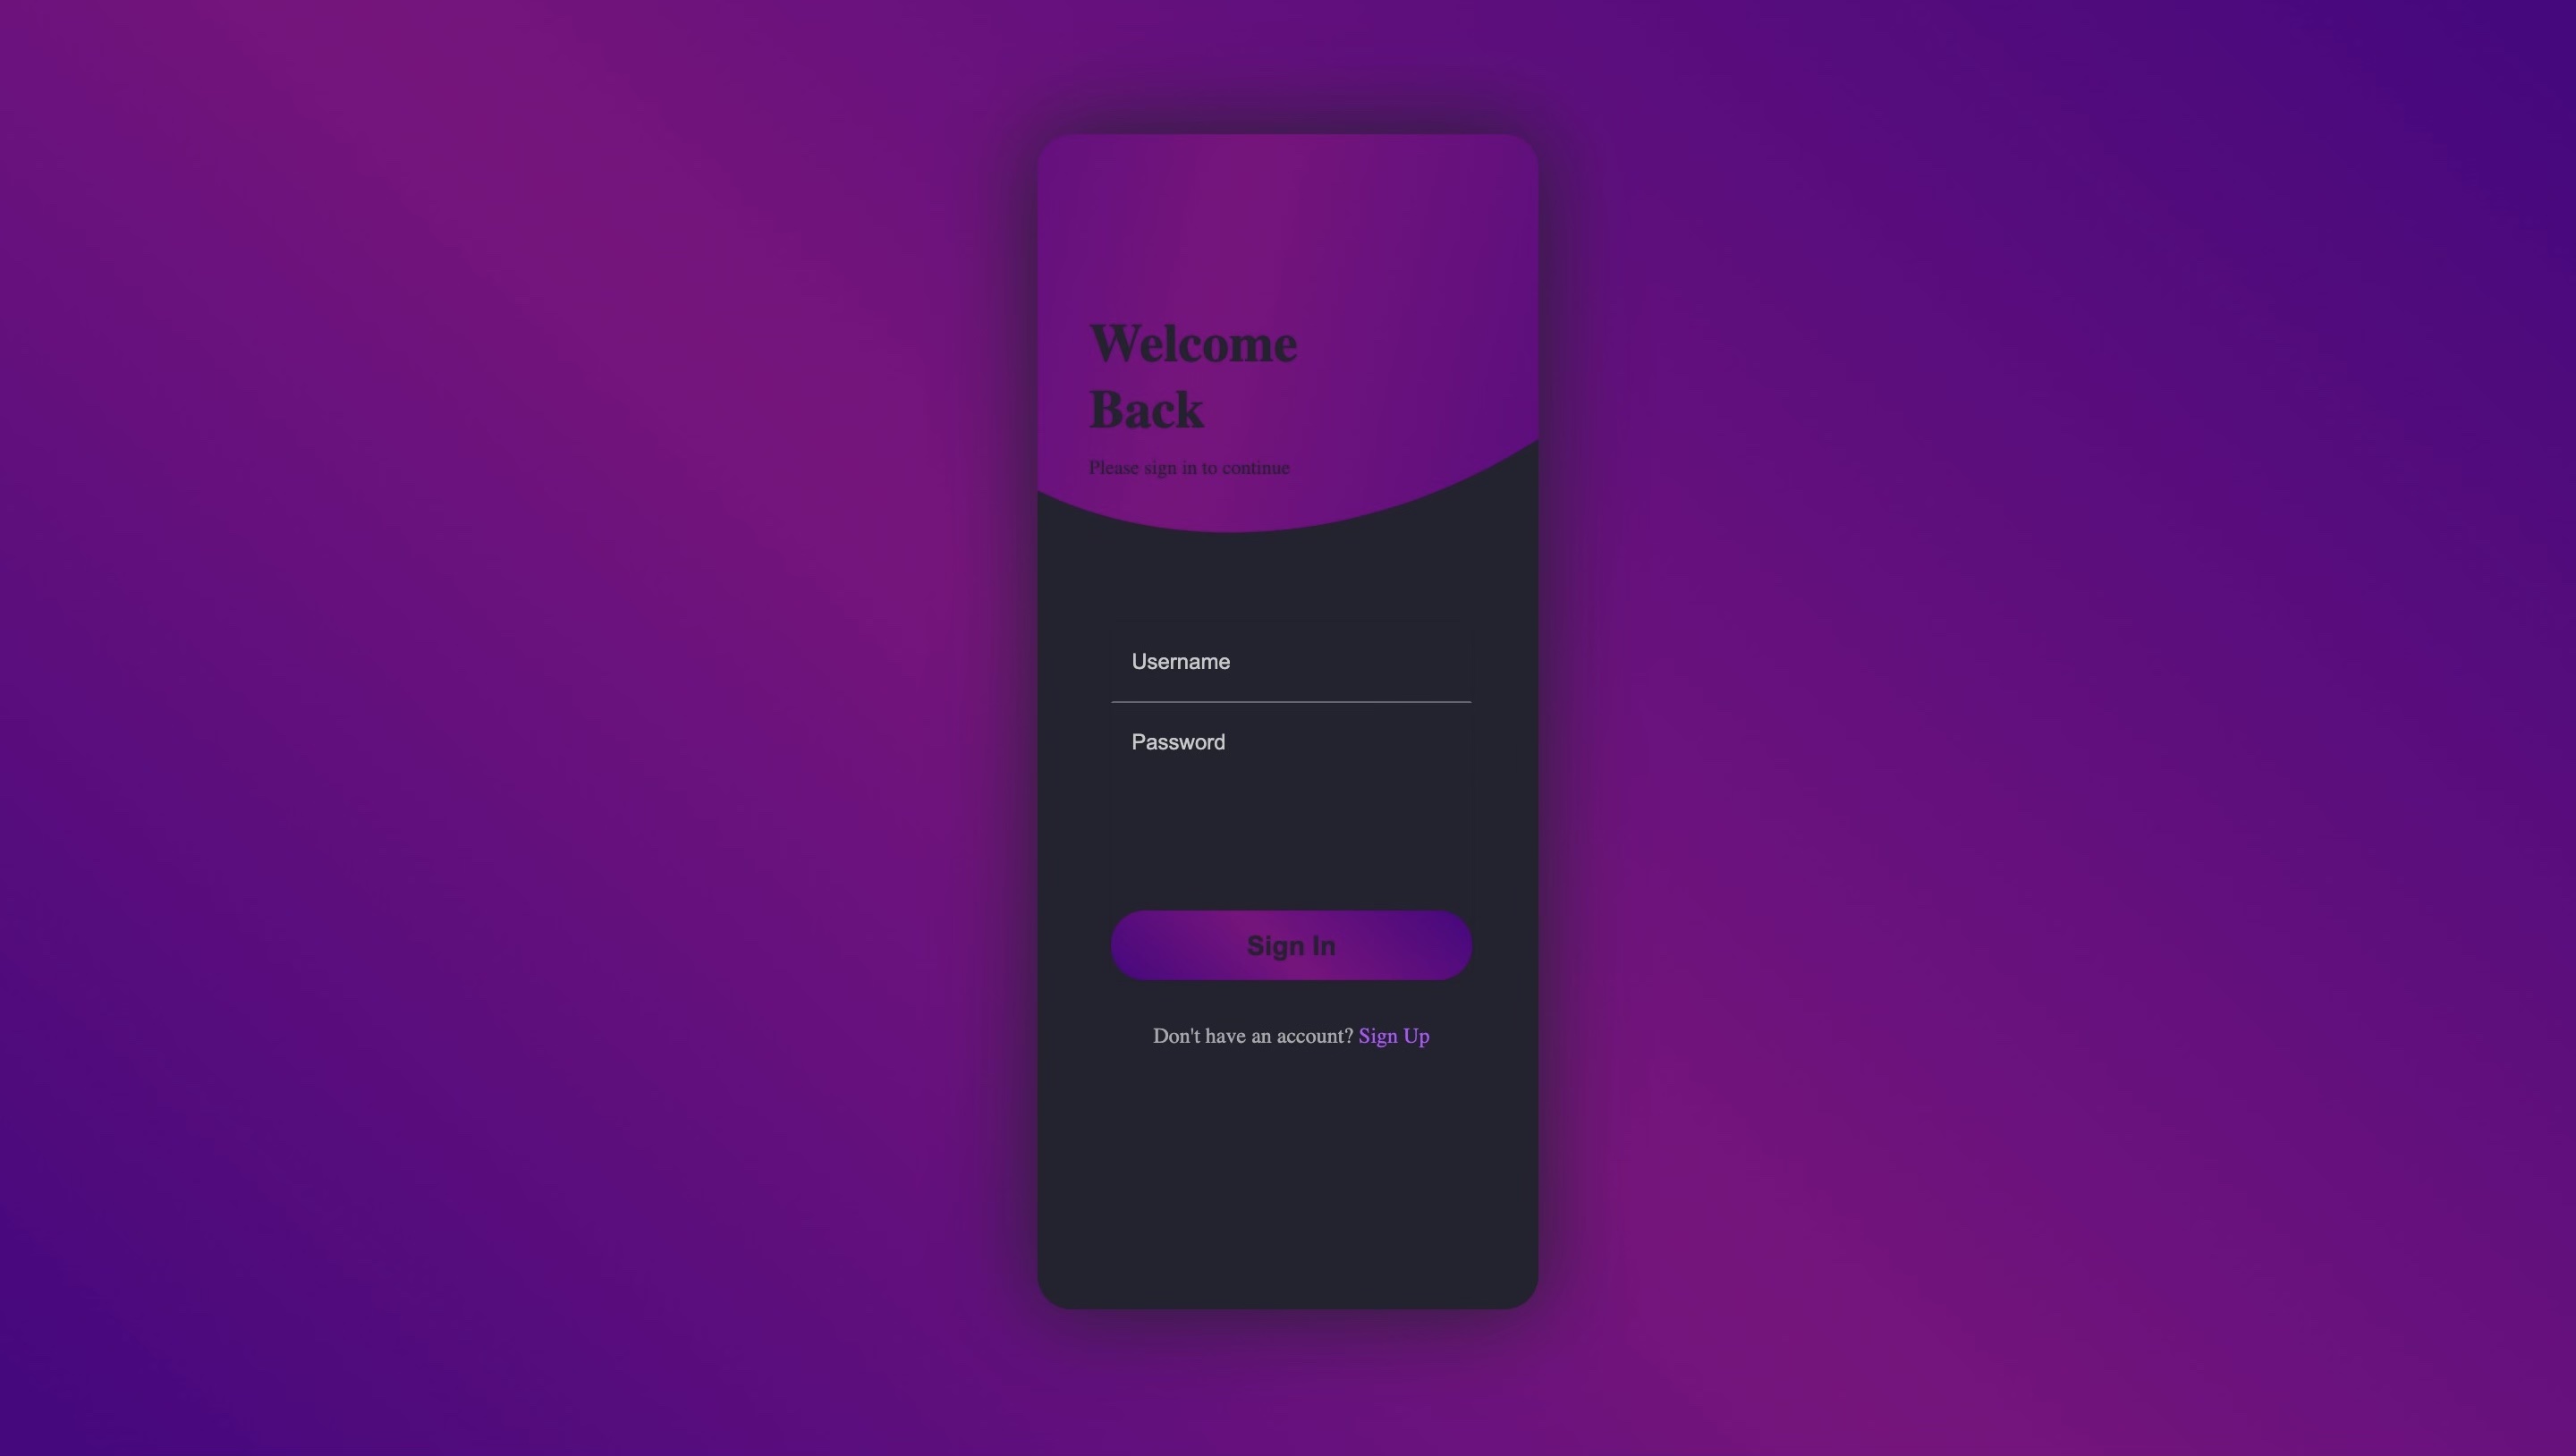 Welcome
Back
Please sign in to continue
Username
Password
Sign In
Don't have an account? Sign Up